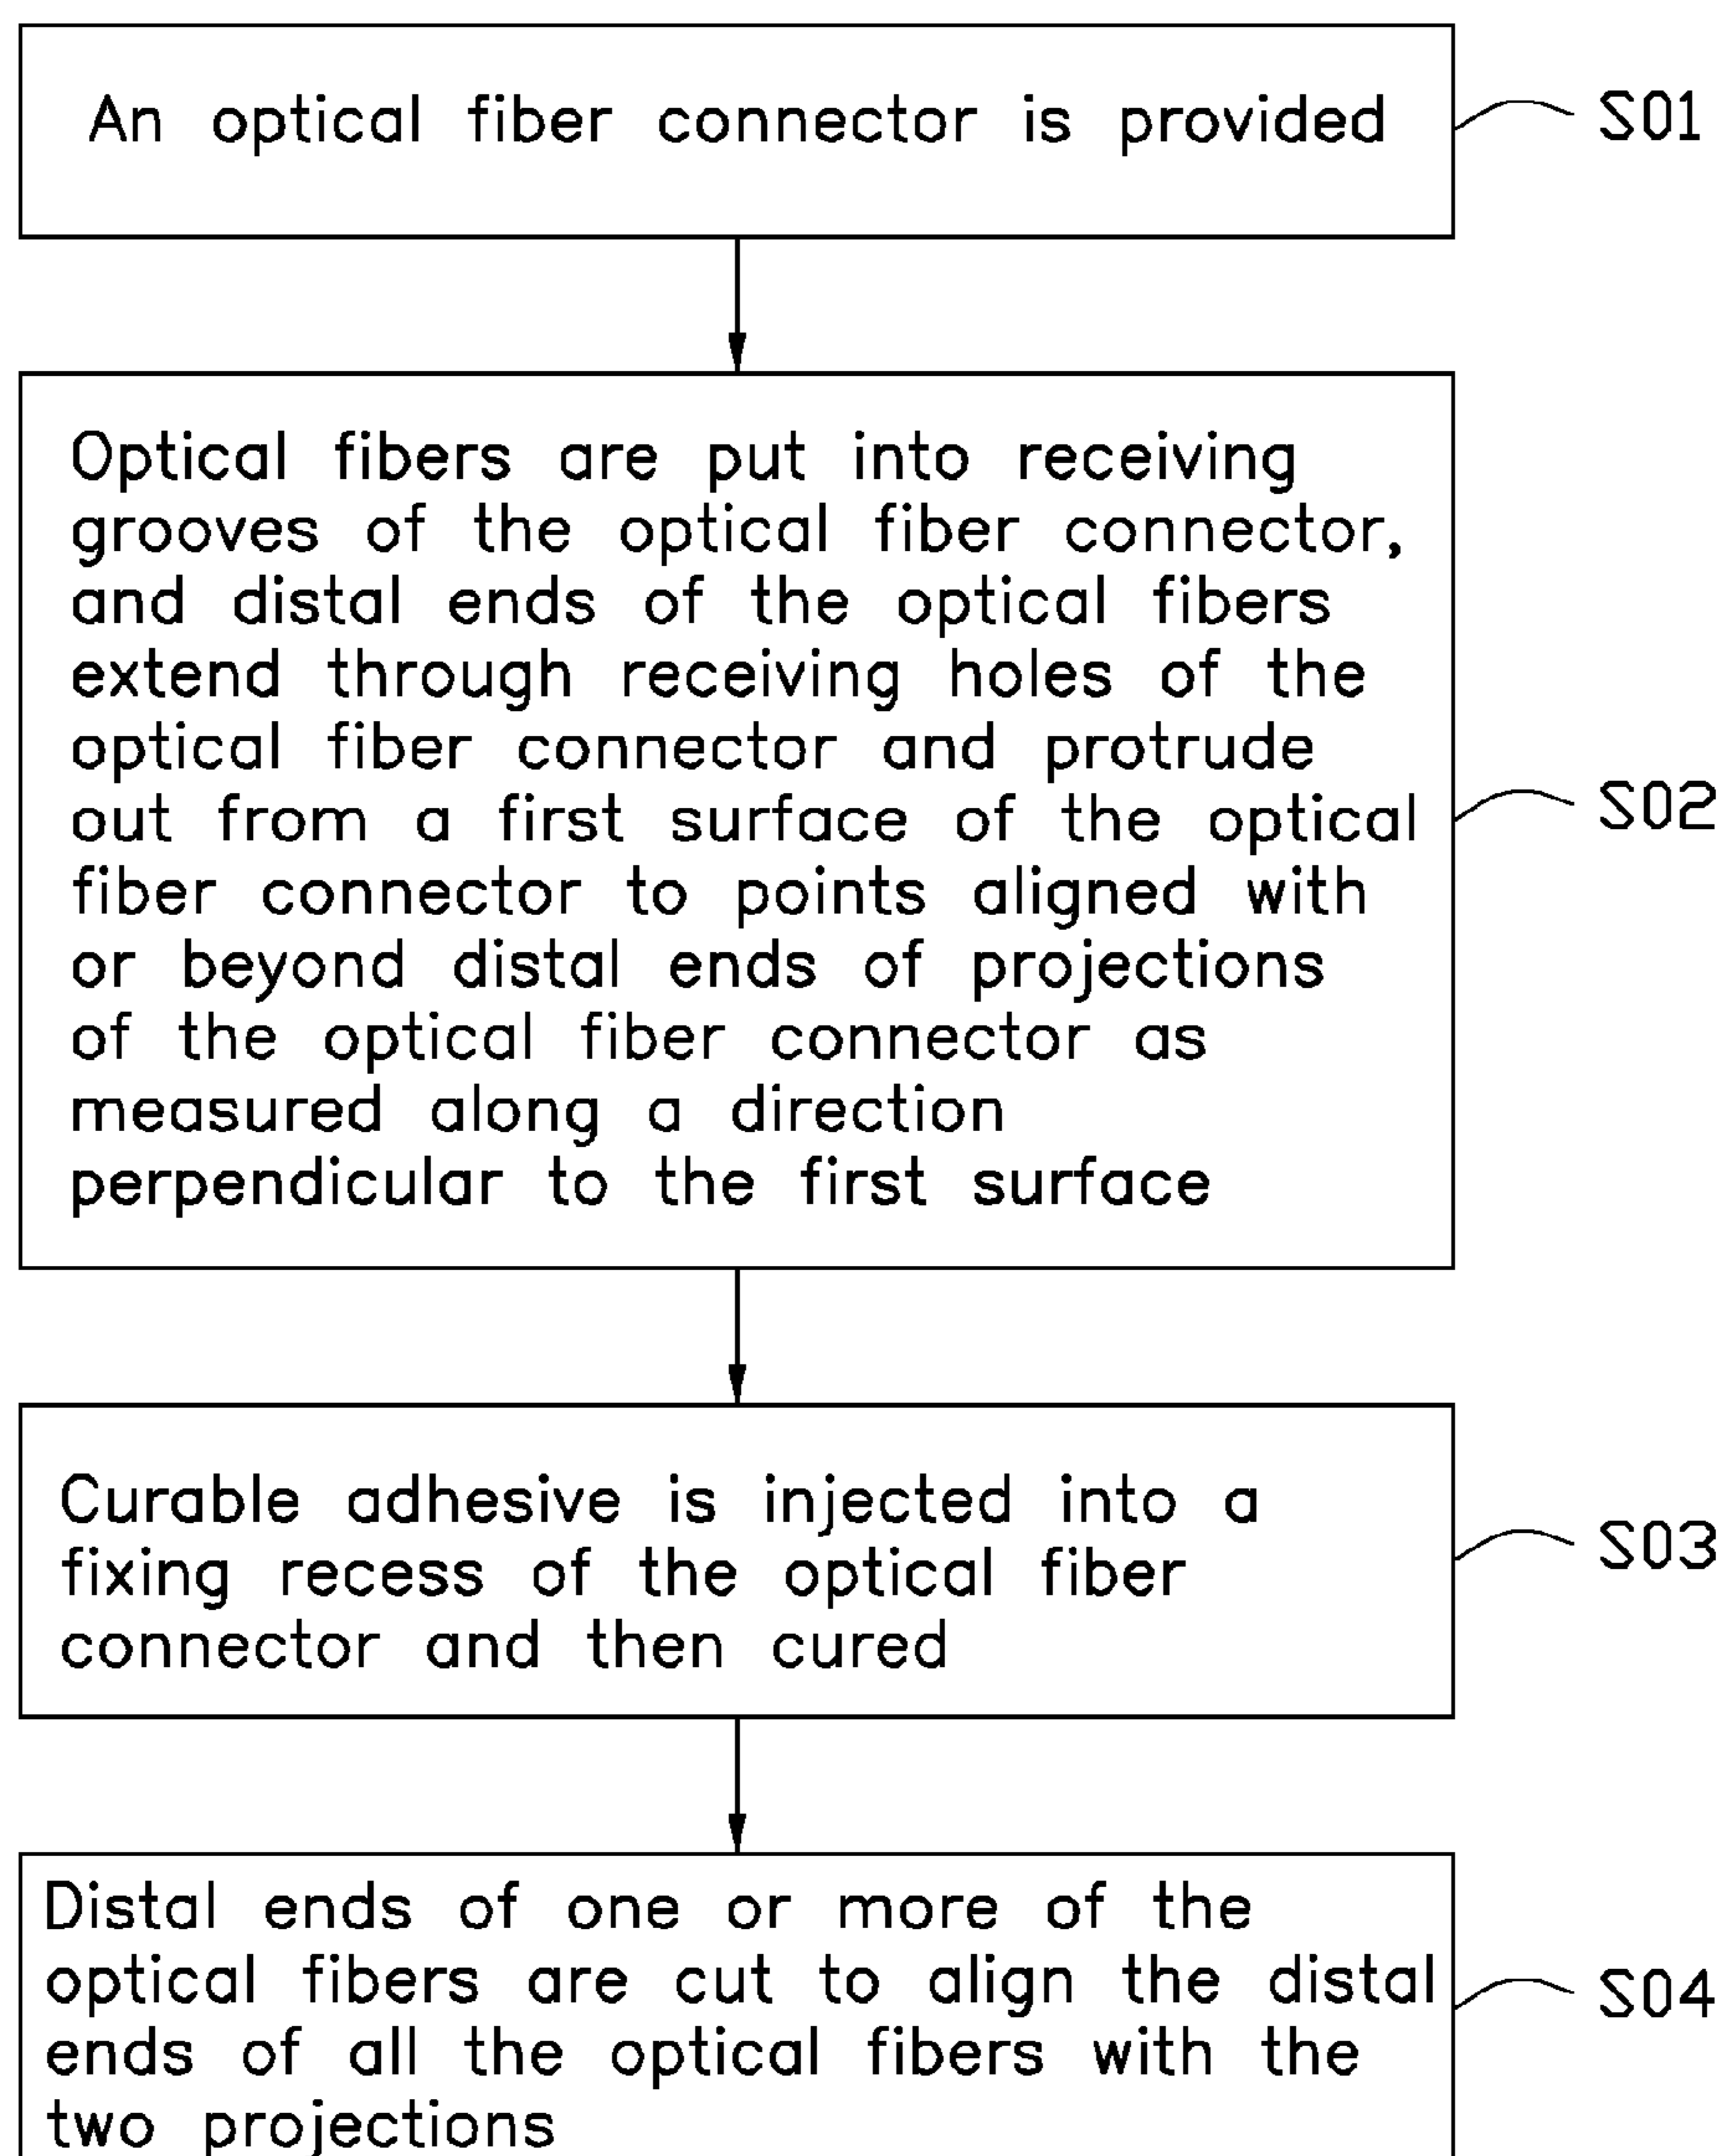 An optical fiber connector is provided
S01
Optical fibers are put into receiving
grooves of the optical fiber connector,
and distal ends of the optical fibers
extend through receiving holes of the
optical fiber connector and protrude
out from a first surface of the optical
fiber connector to points aligned with
or beyond distal ends of projections
of the optical fiber connector as
measured along a direction
perpendicular to the first surface
S02
Curable adhesive is injected into a
fixing recess of the optical fiber
connector and then cured
S03
Distal ends of one or more of the
optical fibers are cut to align the distal
ends of all the optical fibers with the
two projections
S04